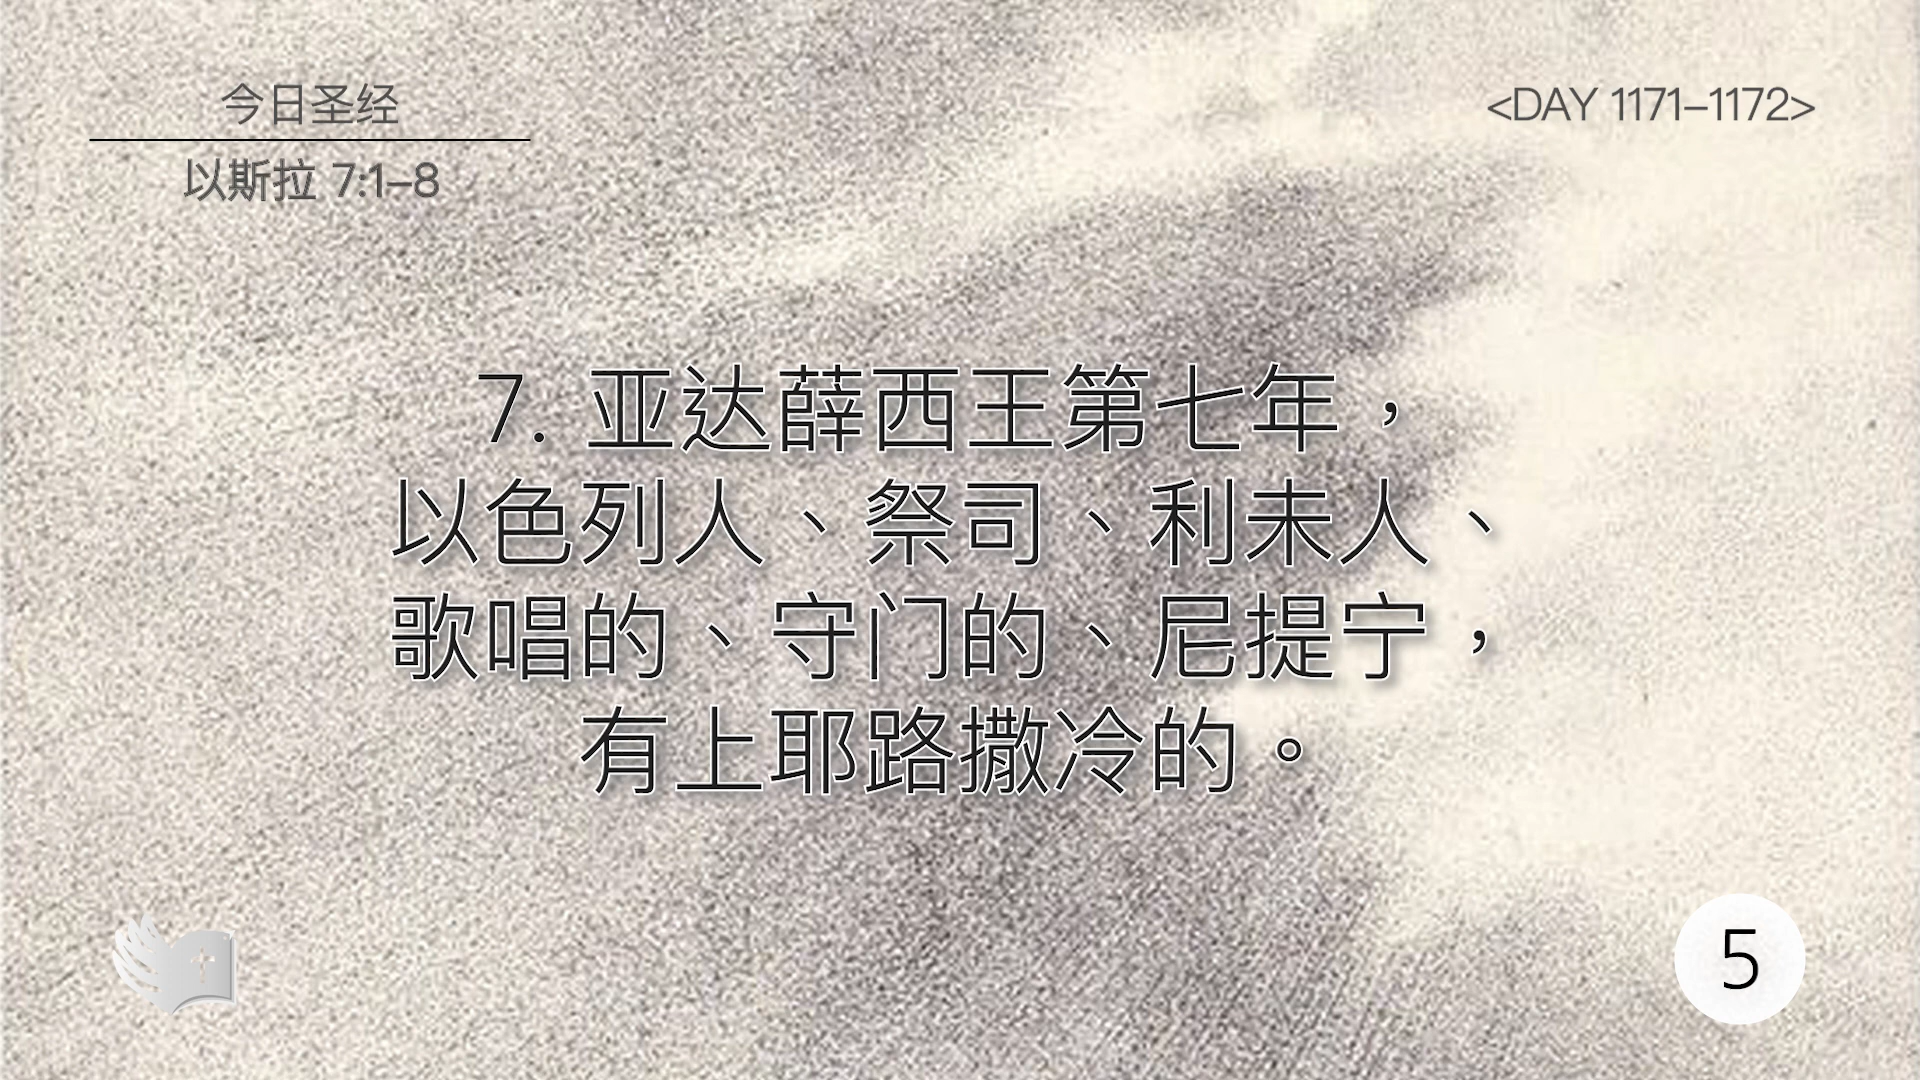 今日圣经
以斯拉 7:1–8
<DAY 1171–1172>
7. 亚达薛西王第七年，
以色列人、祭司、利未人、
歌唱的、守门的、尼提宁，
有上耶路撒冷的。
5